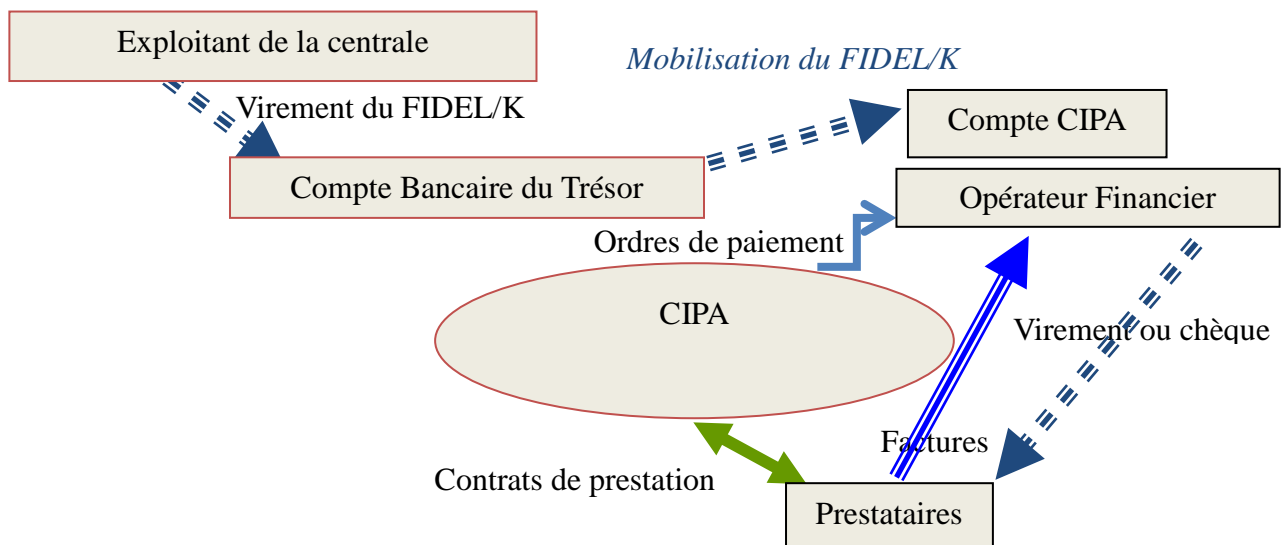 Exploitant de la centrale
Mobilisation du FIDEL/K
Virement du FIDEL/K
Compte CIPA
Compte Bancaire du Trésor
Opérateur Financier
Ordres de paiement
CIPA
Virement ou chèque
Factures
Contrats de prestation
Prestataires